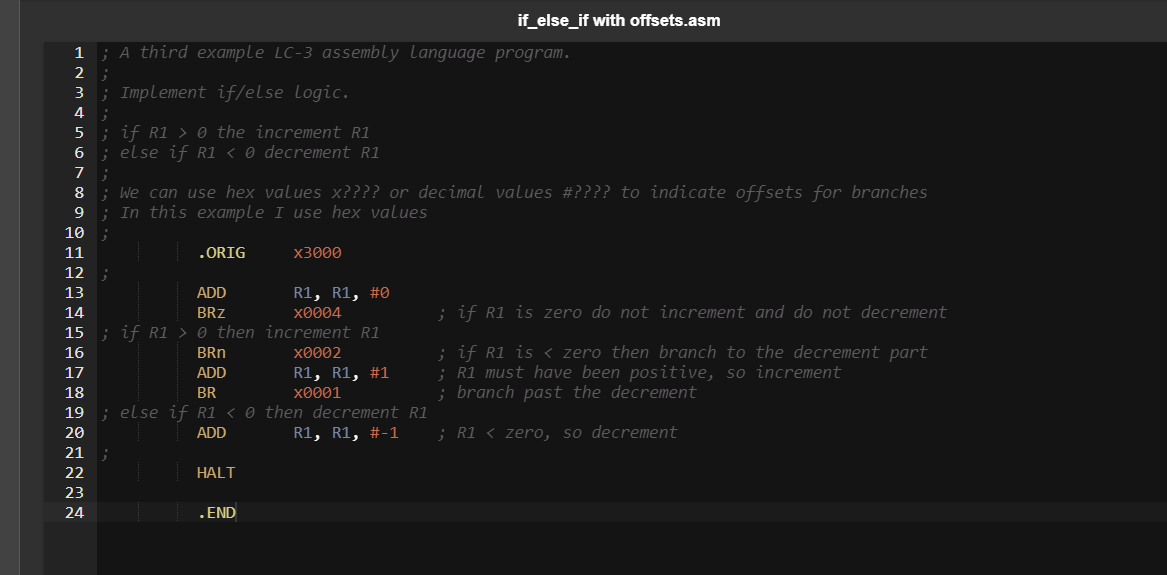 if_else_if with offsets.asm
1 ; A third example LC-3 assembly language program.
2 ;
3 ; Implement if/else logic.
4 ;
5 ; if R1 > 0 the increment R1
6 ; else if R1 < 0 decrement R1
7 ;
8 ; We can use hex values x???? or decimal values #???? to indicate offsets for branches
9 ; In this example I use hex values
10 ;
11 .ORIG x3000
12 ;
13 ADD R1, R1, #0
14 BRz x0004 ; if R1 is zero do not increment and do not decrement
15 ; if R1 > 0 then increment R1
16 BRn x0002 ; if R1 is < zero then branch to the decrement part
17 ADD R1, R1, #1 ; R1 must have been positive, so increment
18 BR x0001 ; branch past the decrement
19 ; else if R1 < 0 then decrement R1
20 ADD R1, R1, #-1 ; R1 < zero, so decrement
21 ;
22 HALT
23
24 .END